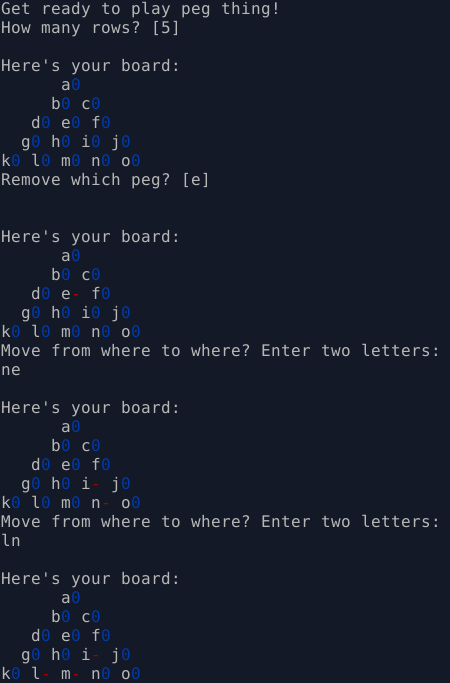 Get ready to play peg thing!
How many rows? [5]
Here's your board:
a0
b0 c0
d0 e0 f0
g0 h0 i0 j0
k0 l0 m0 n0 o0
Remove which peg? [e]
Here's your board:
a0
b0 c0
d0 e- f0
g0 h0 i0 j0
k0 l0 m0 n0 o0
Move from where to where? Enter two letters:
ne
Here's your board:
a0
b0 c0
d0 e0 f0
g0 h0 i- j0
k0 l0 m0 n- o0
Move from where to where? Enter two letters:
ln
Here's your board:
a0
b0 c0
d0 e0 f0
g0 h0 i- j0
k0 l- m- n0 o0